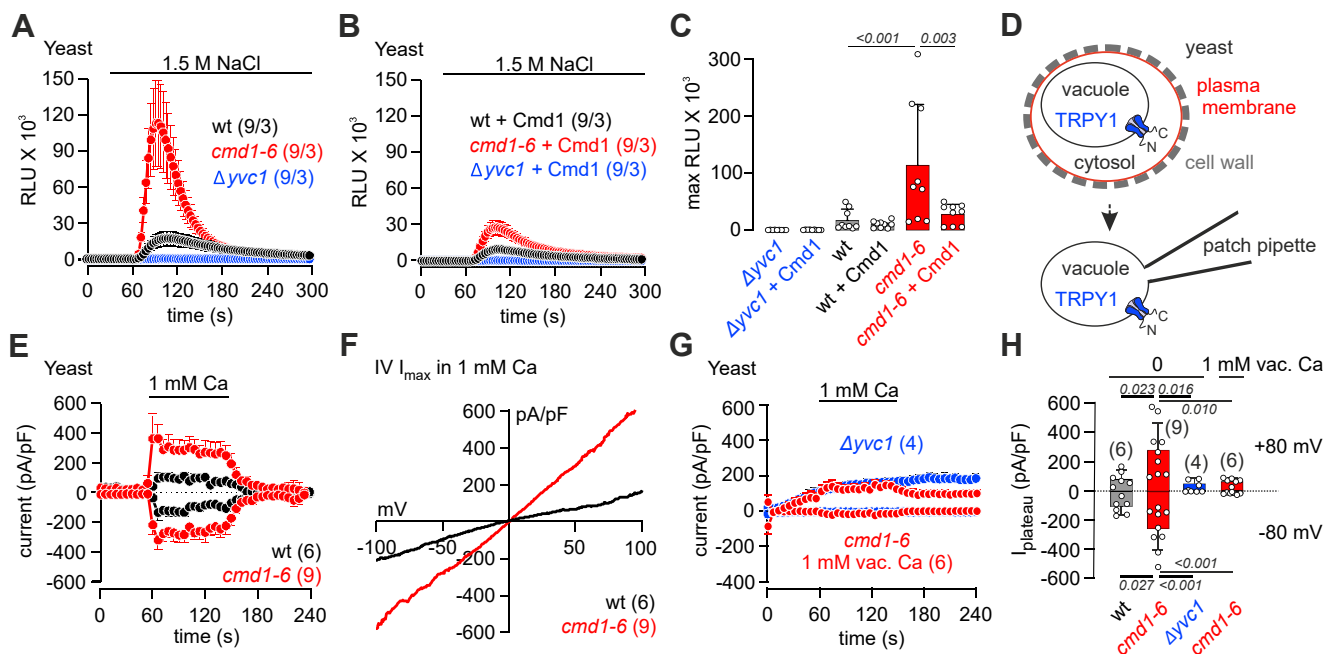 A
Yeast
1.5 M NaCl
RLU X 10³
150
120
90
60
30
0
wt (9/3)
cmd1-6 (9/3)
Δyvc1 (9/3)
0 60 120 180 240 300
time (s)
B
Yeast
1.5 M NaCl
RLU X 10³
150
120
90
60
30
0
wt + Cmd1 (9/3)
cmd1-6 + Cmd1 (9/3)
Δyvc1 + Cmd1 (9/3)
0 60 120 180 240 300
time (s)
C
<0.001 0.003
max RLU X 10³
300
200
100
0
Δyvc1
Δyvc1 + Cmd1
wt
wt + Cmd1
cmd1-6
cmd1-6 + Cmd1
D
yeast
plasma
membrane
vacuole
TRPY1
C
N
cytosol
cell wall
patch pipette
vacuole
TRPY1
C
N
E
Yeast
1 mM Ca
current (pA/pF)
600
400
200
0
-200
-400
-600
wt (6)
cmd1-6 (9)
0 60 120 180 240
time (s)
F
IV Imax in 1 mM Ca
pA/pF
600
400
200
mV
-100 -50 50 100
-200
-400
-600
wt (6)
cmd1-6 (9)
G
Yeast
1 mM Ca
current (pA/pF)
600
400
200
0
-200
-400
Δyvc1 (4)
cmd1-6
1 mM vac. Ca (6)
0 60 120 180 240
time (s)
H
0 1 mM vac. Ca
0.023 0.016
0.010
Iplateau (pA/pF)
600
400
200
0
200
400
600
(6) (9) (4) (6)
+80 mV
-80 mV
<0.001
0.027 <0.001
wt
cmd1-6
Δyvc1
cmd1-6